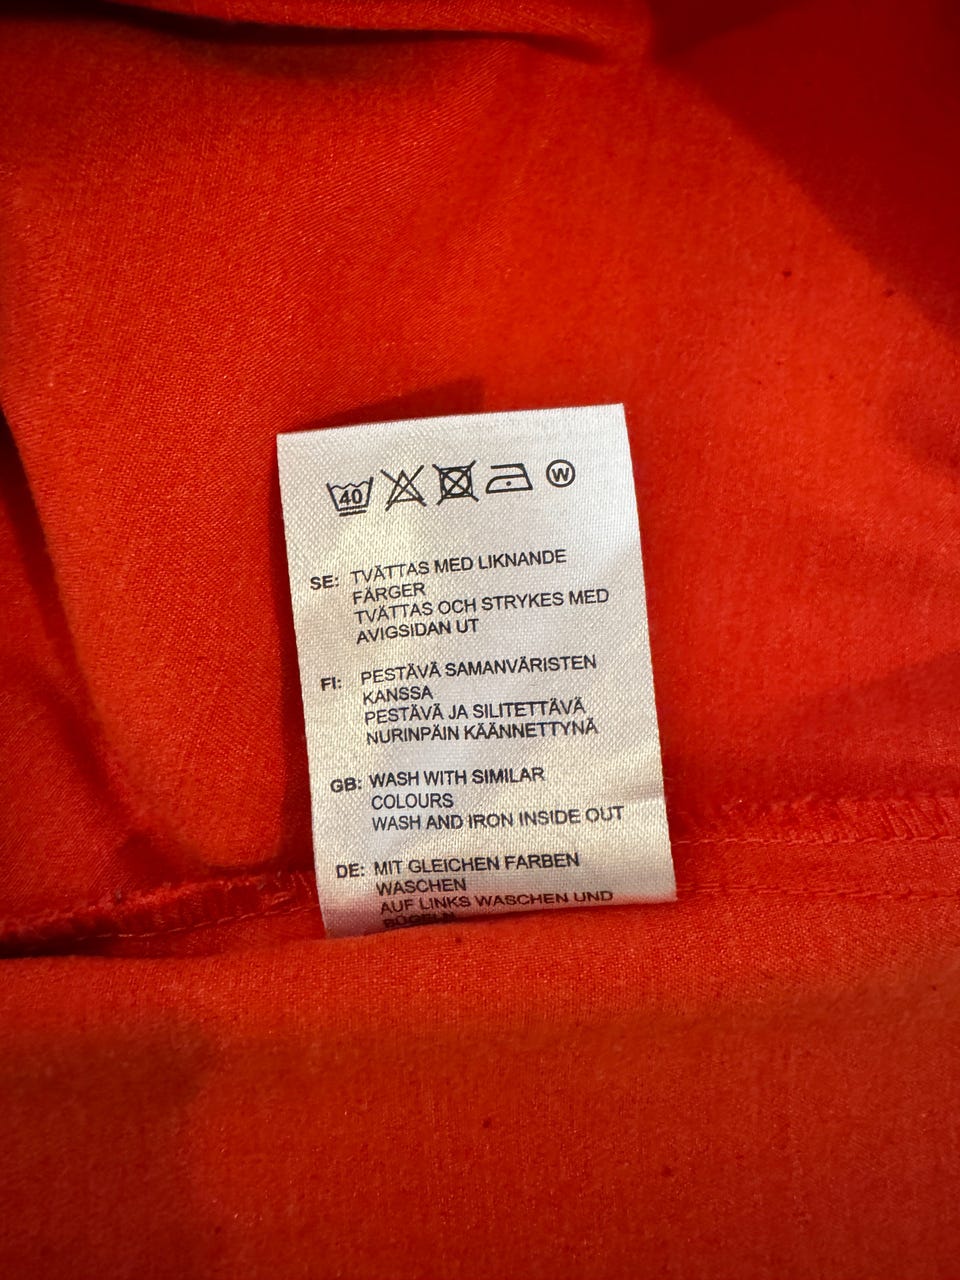 40 W
SE: TVÄTTAS MED LIKNANDE
FÄRGER
TVÄTTAS OCH STRYKES MED
AVIGSIDAN UT
FI: PESTÄVÄ SAMANVÄRISTEN
KANSSA
PESTÄVÄ JA SILITETTÄVÄ
NURINPÄIN KÄÄNNETTYNÄ
GB: WASH WITH SIMILAR
COLOURS
WASH AND IRON INSIDE OUT
DE: MIT GLEICHEN FARBEN
WASCHEN
AUF LINKS WASCHEN UND
BÜGELN